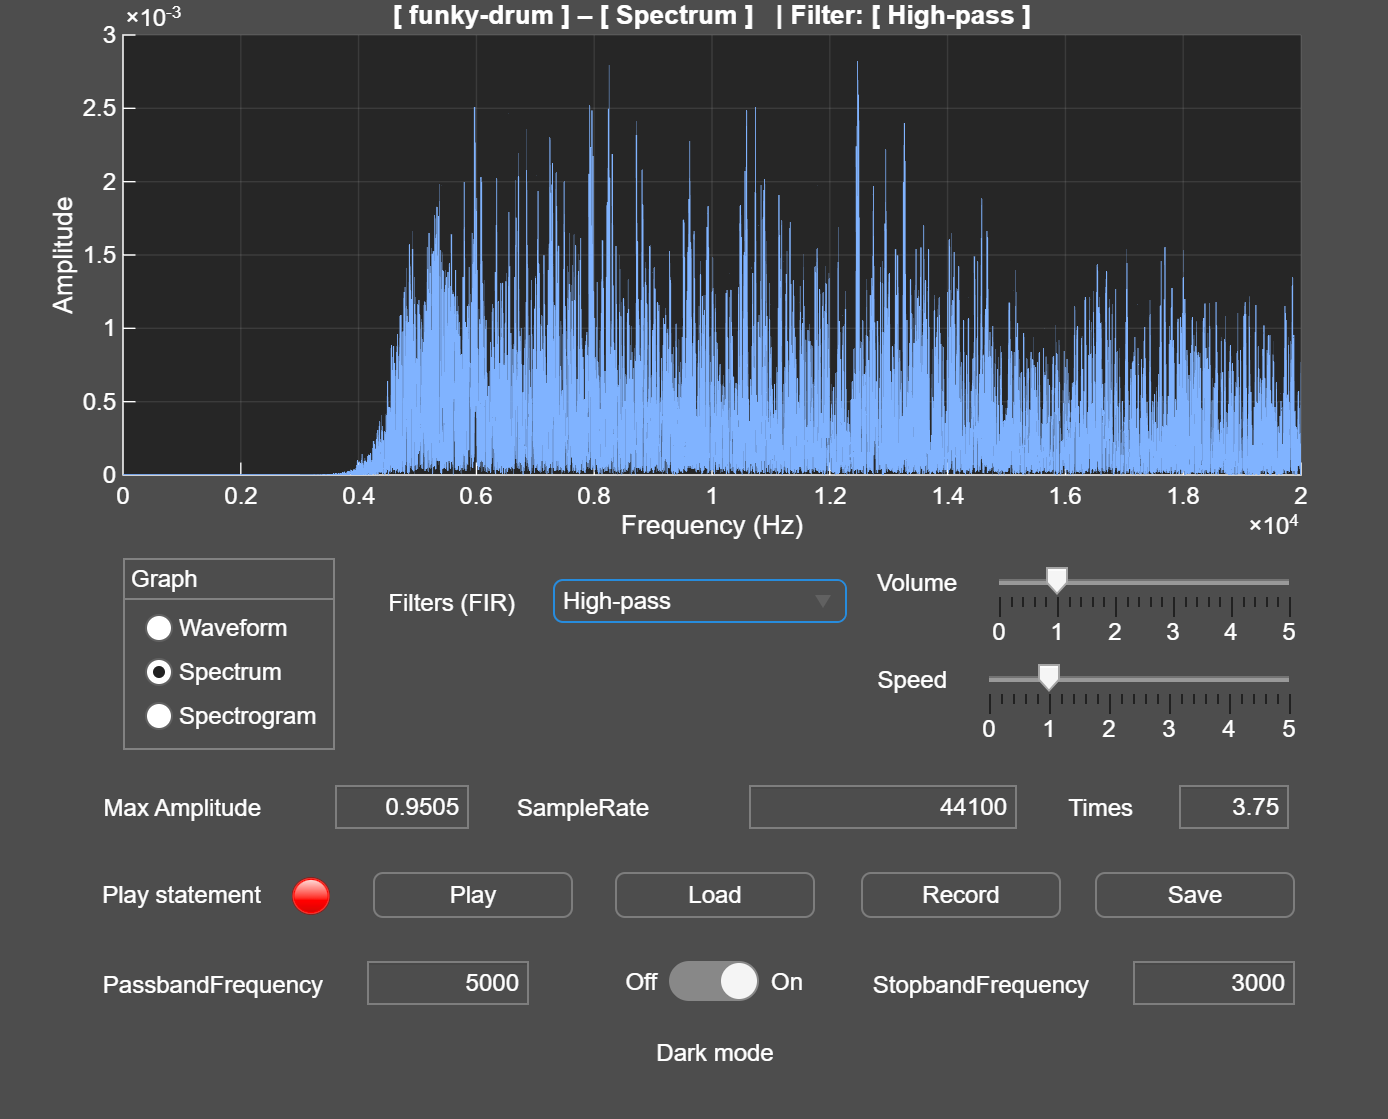 ×10-3
[ funky-drum ] – [ Spectrum ] | Filter: [ High-pass ]
3
2.5
2
1.5
1
0.5
0
Amplitude
0 0.2 0.4 0.6 0.8 1 1.2 1.4 1.6 1.8 2
Frequency (Hz)
×10⁴
Graph
Waveform
Spectrum
Spectrogram
Filters (FIR) High-pass
Volume
0 1 2 3 4 5
Speed
0 1 2 3 4 5
Max Amplitude 0.9505 SampleRate 44100 Times 3.75
Play statement Play Load Record Save
PassbandFrequency 5000 Off On StopbandFrequency 3000
Dark mode